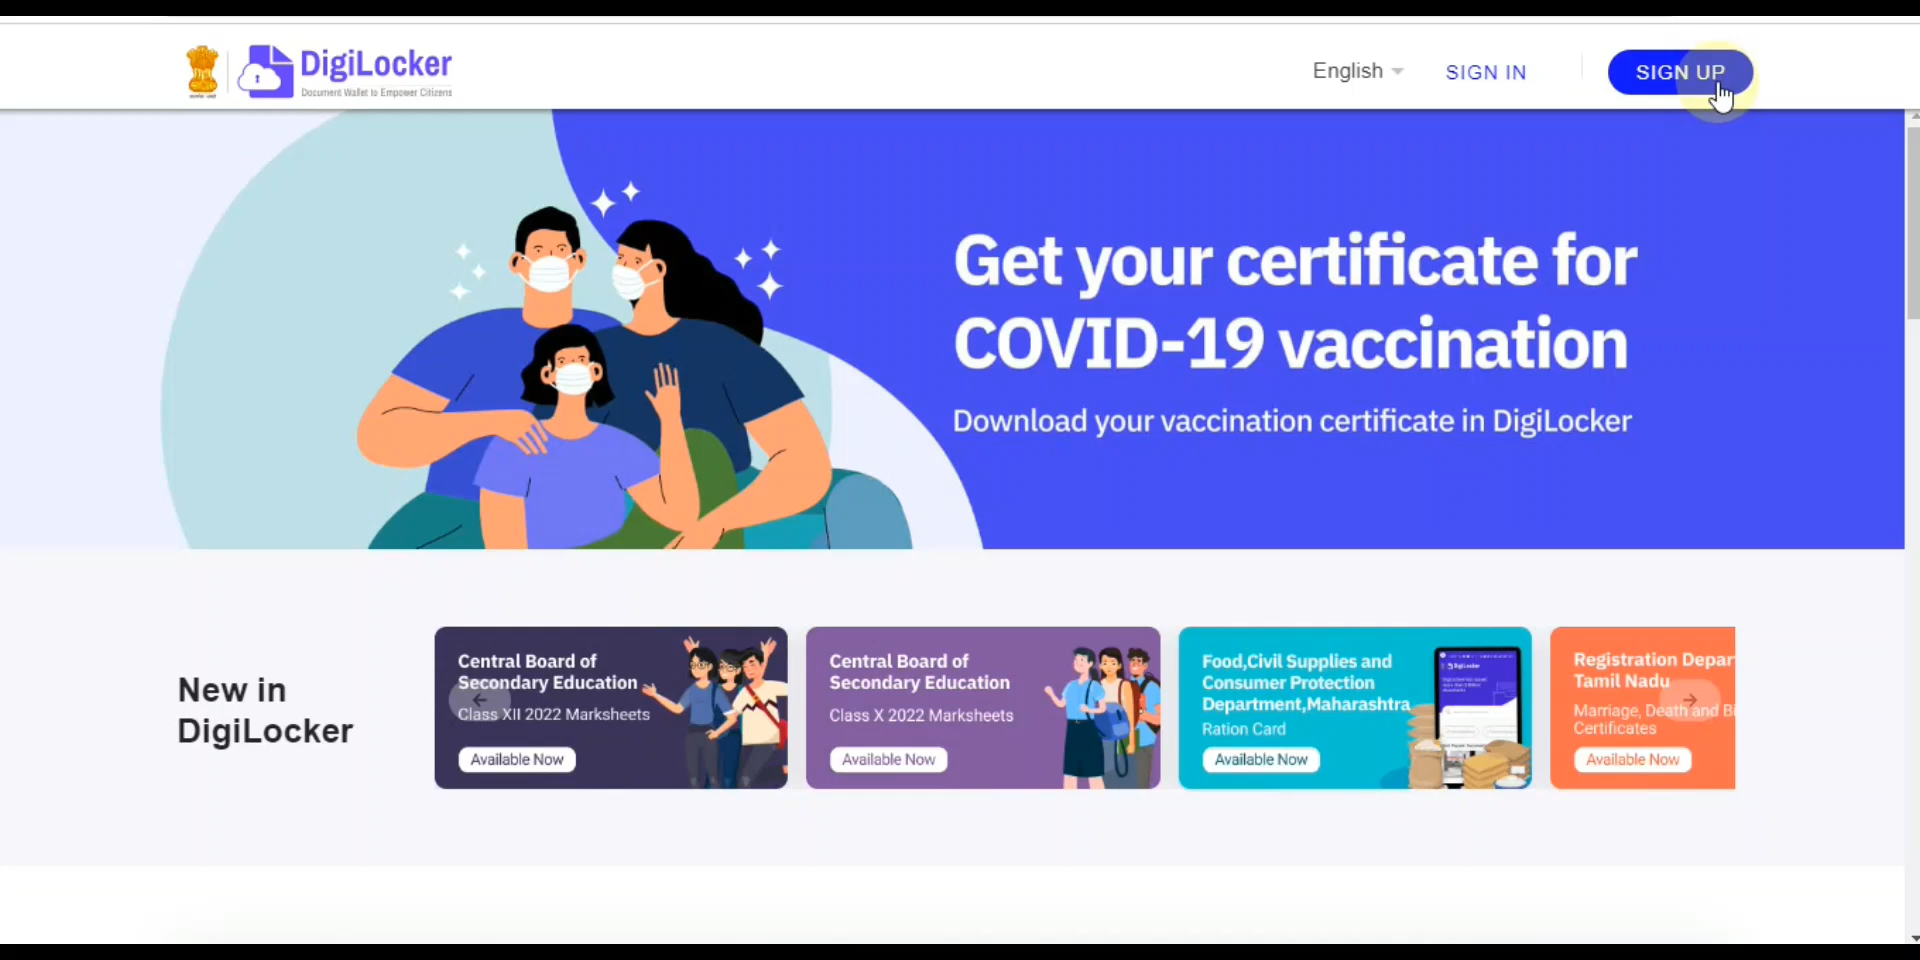 DigiLocker
Document Wallet to Empower Citizens
English
SIGN IN
SIGN UP
Get your certificate for
COVID-19 vaccination
Download your vaccination certificate in DigiLocker
New in
DigiLocker
Central Board of
Secondary Education
Class XII 2022 Marksheets
Available Now
Central Board of
Secondary Education
Class X 2022 Marksheets
Available Now
Food,Civil Supplies and
Consumer Protection
Department,Maharashtra
Ration Card
Available Now
Registration Depar
Tamil Nadu
Marriage, Death and Bi
Certificates
Available Now